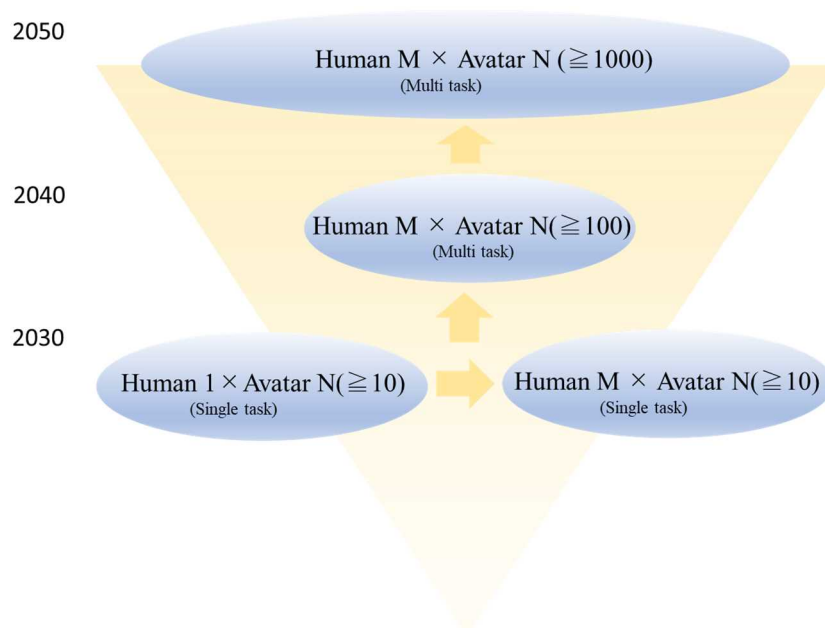 2050
Human M × Avatar N (≧1000)
(Multi task)
2040
Human M × Avatar N(≧100)
(Multi task)
2030
Human 1 × Avatar N(≧10)
(Single task)
Human M × Avatar N(≧10)
(Single task)